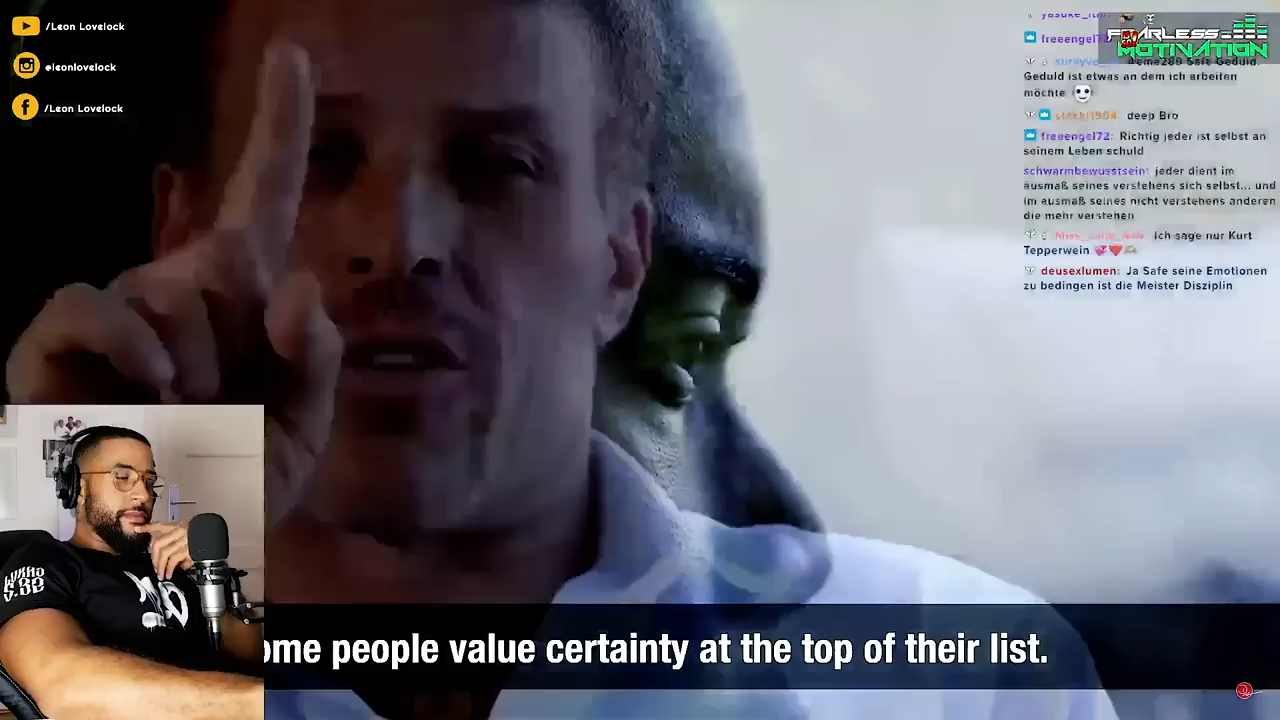 /Leon Lovelock
@leonlovelock
/Leon Lovelock
FEARLESS
MOTIVATION
Geduld ist etwas an dem ich arbeiten
möchte
deep Bro
freeengel72: Richtig jeder ist selbst an
seinem Leben schuld
schwarmbewusstsein: jeder dient im
ausmaß seines verstehens sich selbst... und
im ausmaß seines nicht verstehens anderen
die mehr verstehen
ich sage nur Kurt
Tepperwein
deusexlumen: Ja Safe seine Emotionen
zu bedingen ist die Meister Disziplin
ome people value certainty at the top of their list.